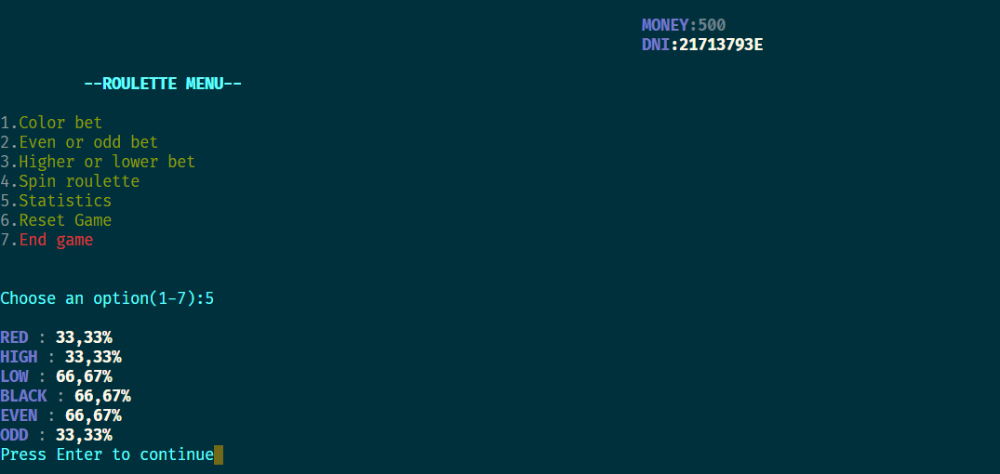 MONEY:500
DNI:21713793E
--ROULETTE MENU--
1.Color bet
2.Even or odd bet
3.Higher or lower bet
4.Spin roulette
5.Statistics
6.Reset Game
7.End game
Choose an option(1-7):5
RED : 33,33%
HIGH : 33,33%
LOW : 66,67%
BLACK : 66,67%
EVEN : 66,67%
ODD : 33,33%
Press Enter to continue